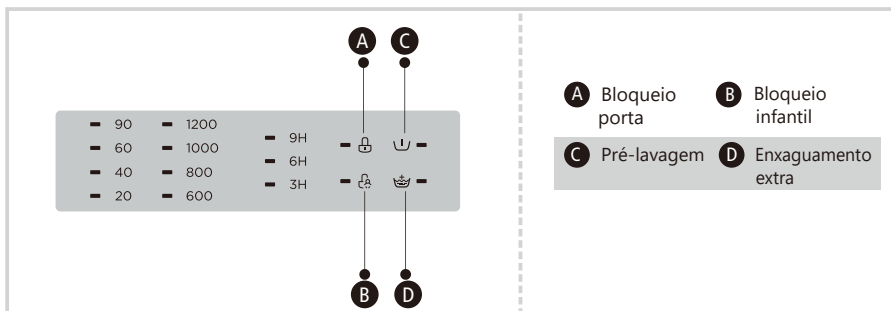 A C
90 1200
60 1000
40 800
20 600
9H
6H
3H
B D
A Bloqueio porta
B Bloqueio infantil
C Pré-lavagem
D Enxaguamento extra